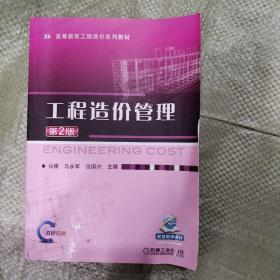 高等教育工程造价系列教材
工程造价管理
第2版
ENGINEERING COST
马楠 马永军 张国兴 主编
机械工业出版社